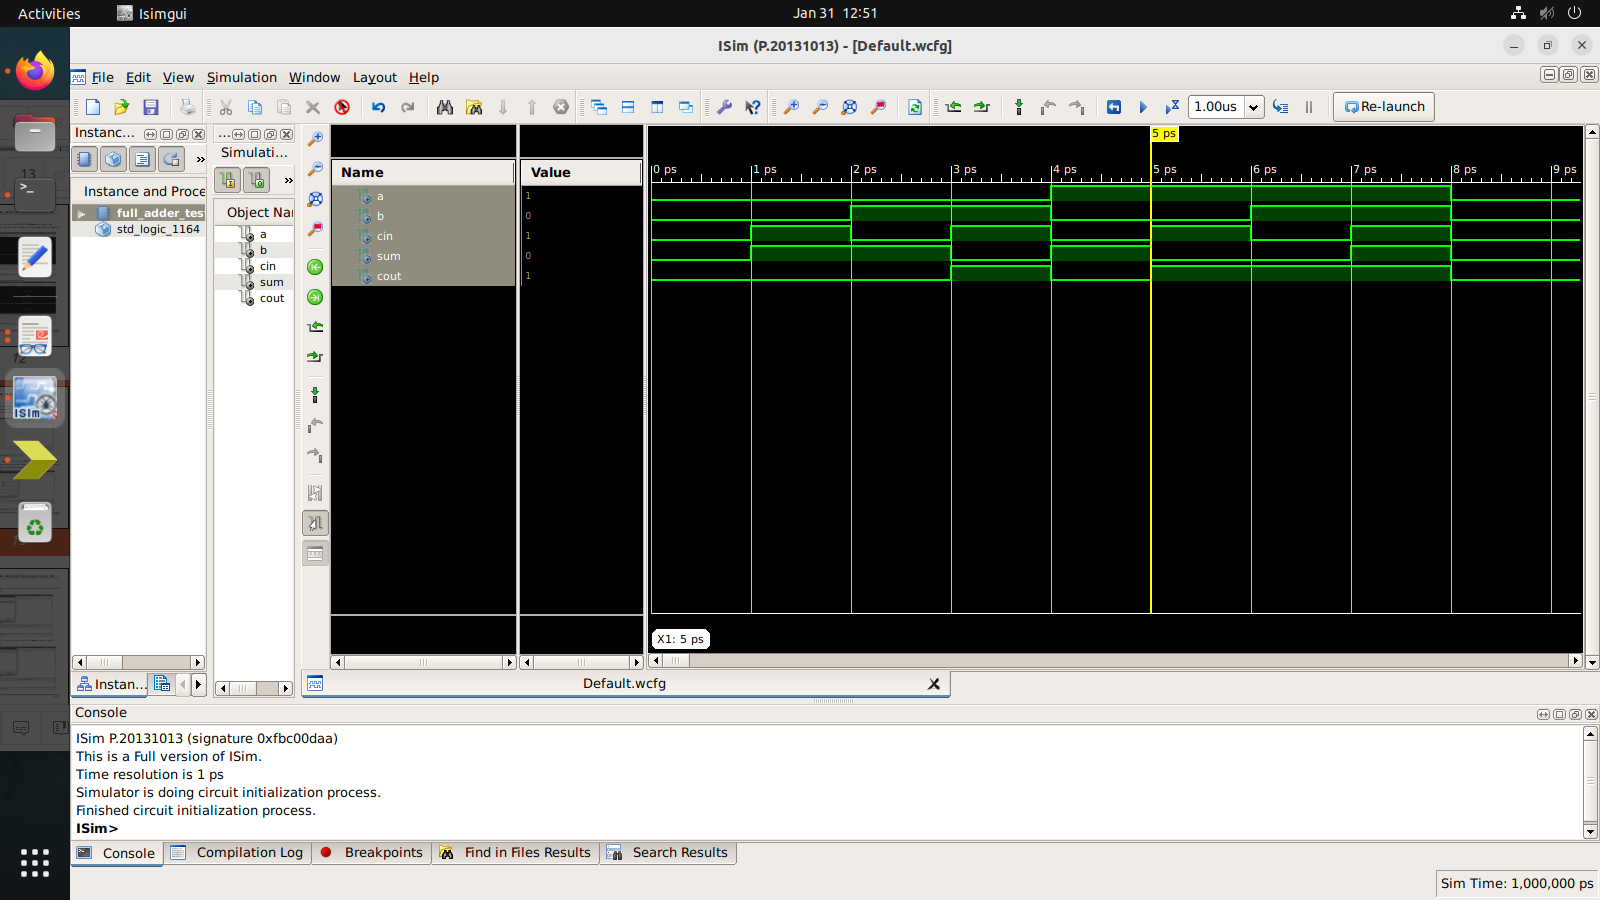 Activities
Isimgui
Jan 31 12:51
ISim (P.20131013) - [Default.wcfg]
File Edit View Simulation Window Layout Help
1.00us
Re-launch
Instanc...
...
Simulati...
»
»
Instance and Proce
full_adder_tes
std_logic_1164
Object Nar
a
b
cin
sum
cout
Name
Value
a 1
b 0
cin 1
sum 0
cout 1
5 ps
0 ps 1 ps 2 ps 3 ps 4 ps 5 ps 6 ps 7 ps 8 ps 9 ps
X1: 5 ps
Instan...
Default.wcfg
Console
ISim P.20131013 (signature 0xfbc00daa)
This is a Full version of ISim.
Time resolution is 1 ps
Simulator is doing circuit initialization process.
Finished circuit initialization process.
ISim>
Console Breakpoints Compilation Log Find in Files Results Search Results
Sim Time: 1,000,000 ps
13
12
ISim